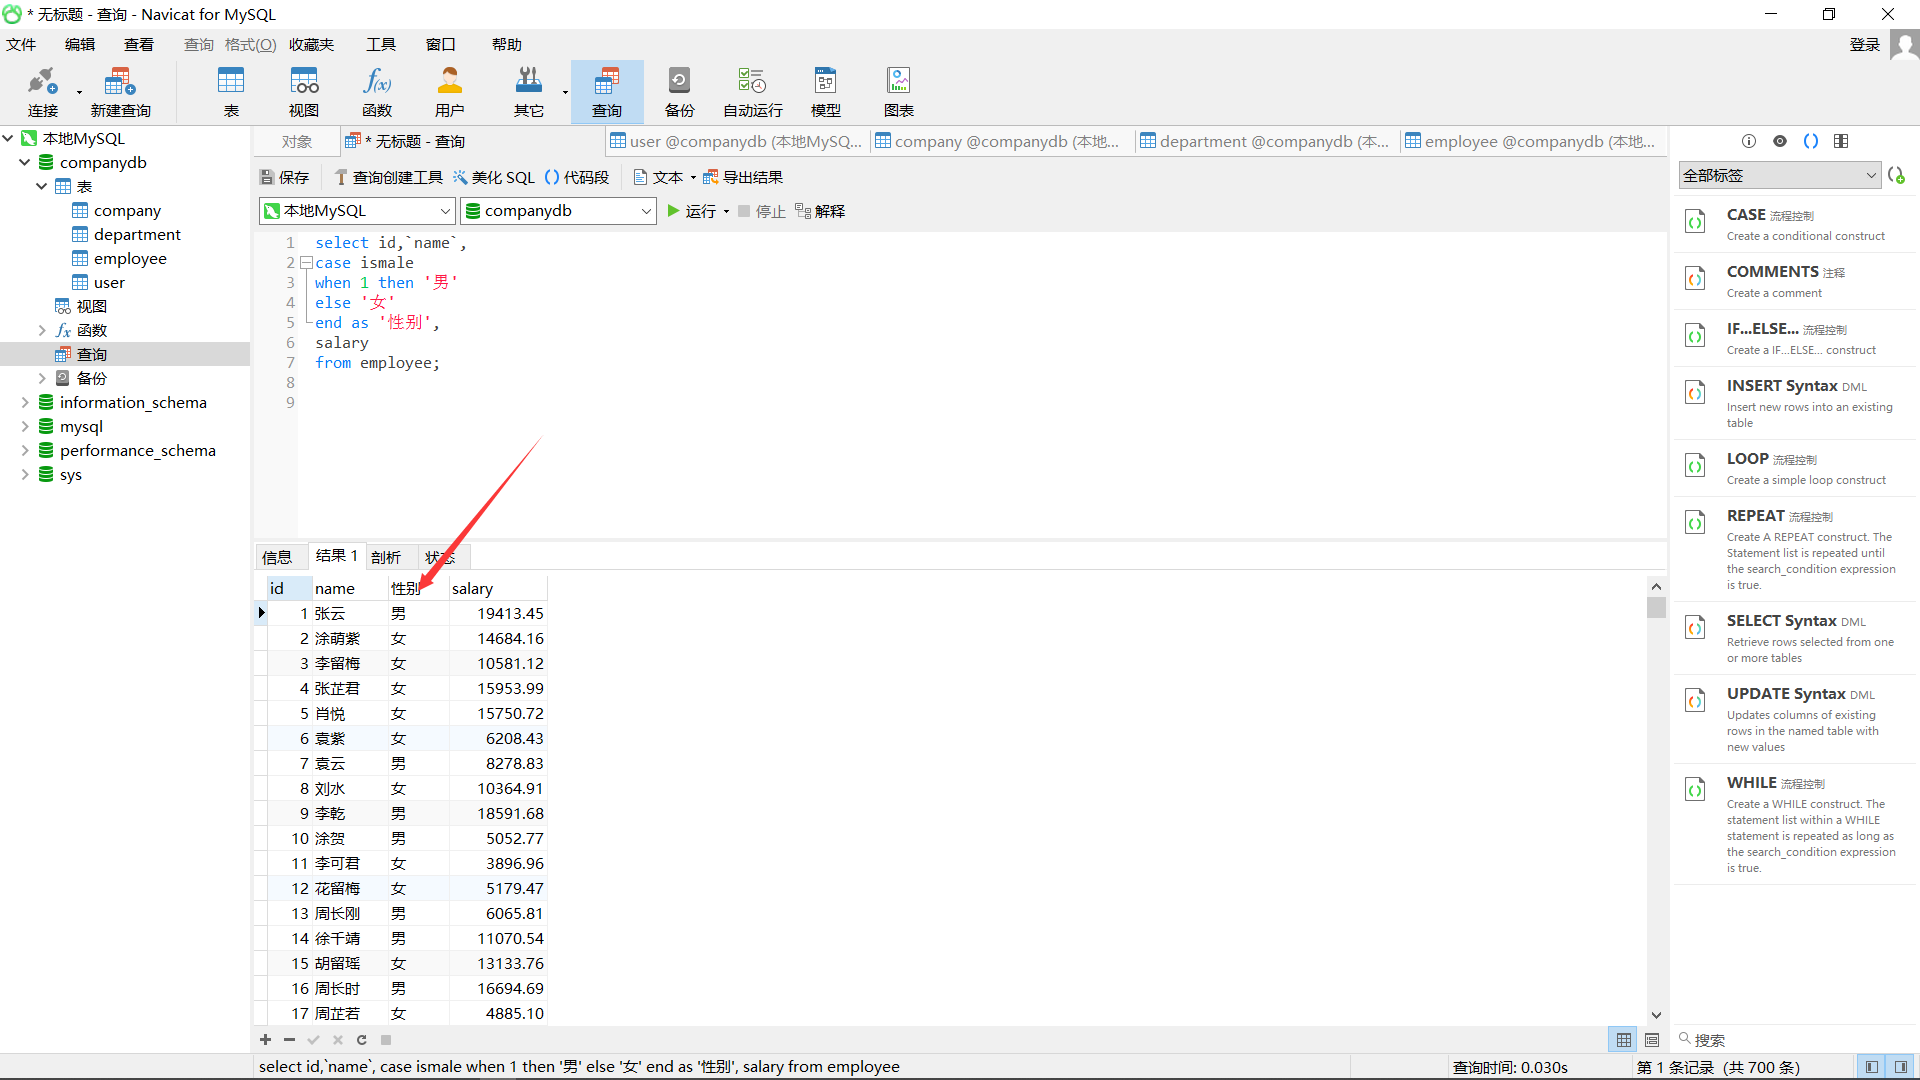 * 无标题 - 查询 - Navicat for MySQL
文件 编辑 查看 查询 格式(O) 收藏夹 工具 窗口 帮助 登录
连接 新建查询 表 视图 函数 用户 其它 查询 备份 自动运行 模型 图表
本地MySQL
companydb
表
company
department
employee
user
视图
函数
查询
备份
information_schema
mysql
performance_schema
sys
对象 * 无标题 - 查询 user @companydb (本地MySQ... company @companydb (本地... department @companydb (本... employee @companydb (本地...
保存 查询创建工具 美化 SQL 代码段 文本 导出结果
本地MySQL companydb 运行 停止 解释
1 select id,`name`,
2 case ismale
3 when 1 then '男'
4 else '女'
5 end as '性别',
6 salary
7 from employee;
8
9
信息 结果 1 剖析 状态
id name 性别 salary
1 张云 男 19413.45
2 涂萌紫 女 14684.16
3 李留梅 女 10581.12
4 张芷君 女 15953.99
5 肖悦 女 15750.72
6 袁紫 女 6208.43
7 袁云 男 8278.83
8 刘水 女 10364.91
9 李乾 男 18591.68
10 涂贺 男 5052.77
11 李可君 女 3896.96
12 花留梅 女 5179.47
13 周长刚 男 6065.81
14 徐千靖 男 11070.54
15 胡留瑶 女 13133.76
16 周长时 男 16694.69
17 周芷若 女 4885.10
全部标签
CASE 流程控制
Create a conditional construct
COMMENTS 注释
Create a comment
IF...ELSE... 流程控制
Create a IF...ELSE... construct
INSERT Syntax DML
Insert new rows into an existing
table
LOOP 流程控制
Create a simple loop construct
REPEAT 流程控制
Create A REPEAT construct. The
Statement list is repeated until
the search_condition expression
is true.
SELECT Syntax DML
Retrieve rows selected from one
or more tables
UPDATE Syntax DML
Updates columns of existing
rows in the named table with
new values
WHILE 流程控制
Create a WHILE construct. The
statement list within a WHILE
statement is repeated as long as
the search_condition expression
is true.
搜索
select id,`name`, case ismale when 1 then '男' else '女' end as '性别', salary from employee
查询时间: 0.030s
第 1 条记录 (共 700 条)